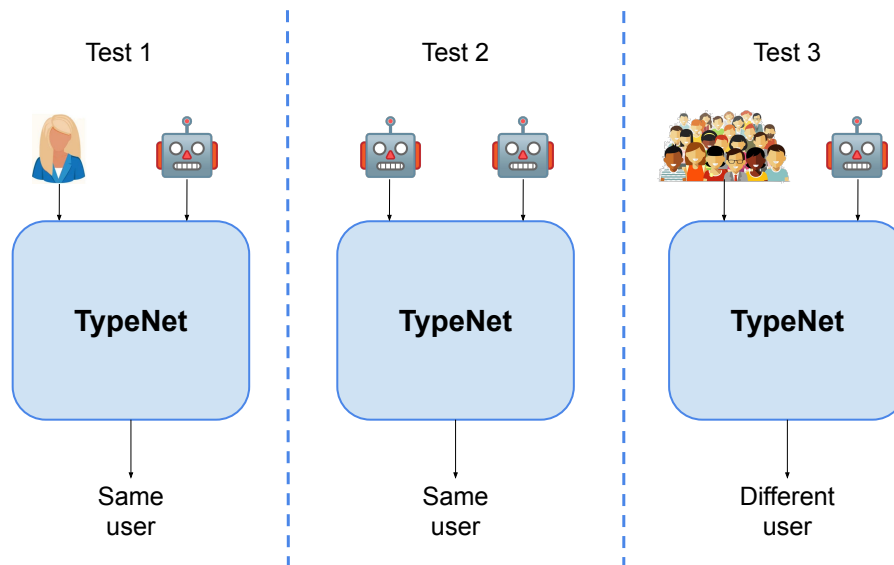 Test 1
Test 2
Test 3
TypeNet
TypeNet
TypeNet
Same
user
Same
user
Different
user